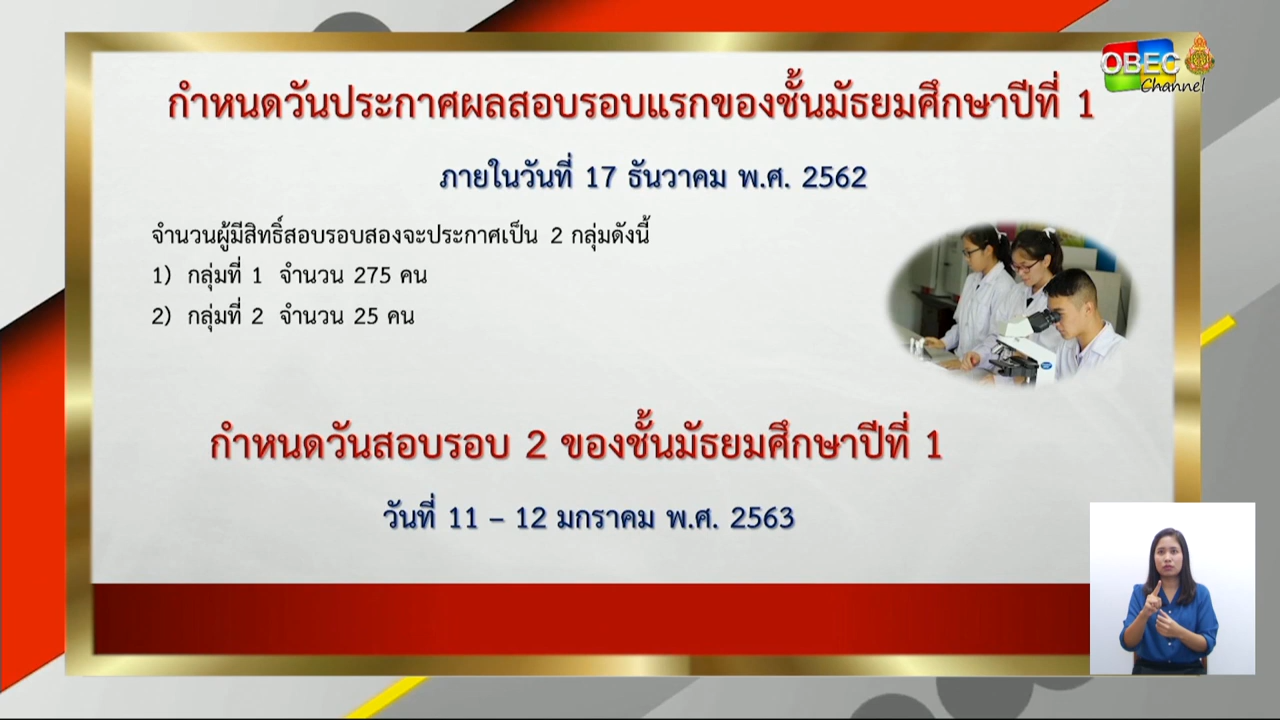 OBEC
Channel
กำหนดวันประกาศผลสอบรอบแรกของชั้นมัธยมศึกษาปีที่ 1
ภายในวันที่ 17 ธันวาคม พ.ศ. 2562
จำนวนผู้มีสิทธิ์สอบรอบสองจะประกาศเป็น 2 กลุ่มดังนี้
1) กลุ่มที่ 1 จำนวน 275 คน
2) กลุ่มที่ 2 จำนวน 25 คน
กำหนดวันสอบรอบ 2 ของชั้นมัธยมศึกษาปีที่ 1
วันที่ 11 – 12 มกราคม พ.ศ. 2563